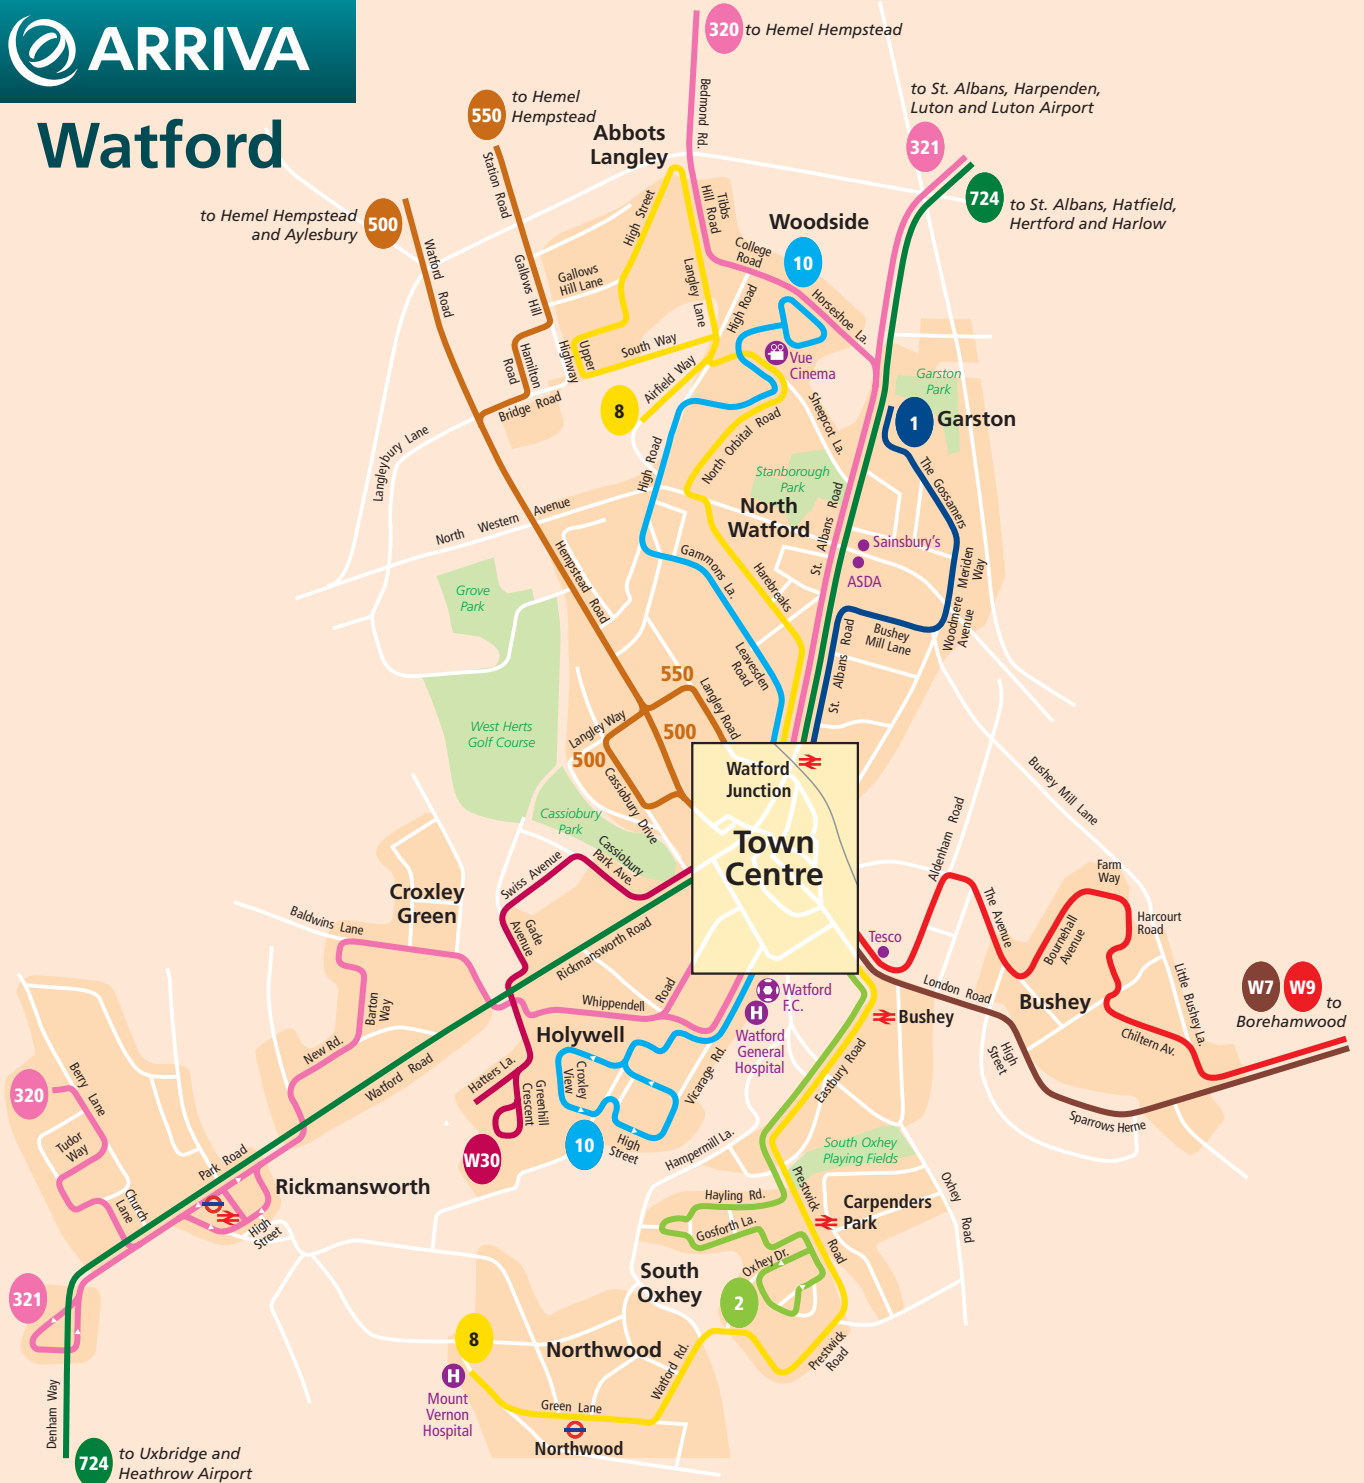 ARRIVA
Watford
320
to Hemel Hempstead
550
to Hemel
Hempstead
Abbots
Langley
to St. Albans, Harpenden,
Luton and Luton Airport
321
724
to St. Albans, Hatfield,
Hertford and Harlow
to Hemel Hempstead
and Aylesbury
500
Woodside
10
Bedmond Rd.
Tibbs
Hill Road
College
Road
Horseshoe La.
Station Road
Gallows Hill
Gallows
Hill Lane
High Street
Langley Lane
High Road
Watford Road
Hamilton
Road
Upper
Highway
South Way
Airfield Way
Bridge Road
8
Vue
Cinema
Sheepcot La.
Garston
Park
1
Garston
Langleybury Lane
High Road
North Orbital Road
Stanborough
Park
North
Watford
The Gossamers
North Western Avenue
Hempstead Road
Gammons La.
Harebreaks
St. Albans Road
Sainsbury's
ASDA
Meriden
Way
Woodmere
Avenue
Bushey
Mill Lane
St. Albans Road
Leavesden
Road
Grove
Park
West Herts
Golf Course
550
500
500
Langley Way
Langley Road
Cassiobury Drive
Watford
Junction
Town
Centre
Cassiobury
Park
Cassiobury
Park Ave.
Swiss Avenue
Gade
Avenue
Bushey Mill Lane
Aldenham Road
The Avenue
Farm
Way
Bournehall
Avenue
Harcourt
Road
Little Bushey La.
Chiltern Av.
Tesco
London Road
Bushey
High
Street
Sparrows Herne
W7
W9
to
Borehamwood
Croxley
Green
Baldwins Lane
Barton
Way
New Rd.
Watford Road
Rickmansworth Road
Whippendell Road
Holywell
Hatters La.
Greenhill
Crescent
W30
Croxley
View
10
High
Street
Vicarage Rd.
Watford
F.C.
H
Watford
General
Hospital
Bushey
Eastbury Road
Hampermill La.
South Oxhey
Playing Fields
Prestwick Road
Carpenders
Park
Oxhey Road
Hayling Rd.
Gosforth La.
Oxhey Dr.
South
Oxhey
2
Prestwick
Road
320
Berry Lane
Tudor
Way
Church
Lane
Park Road
High
Street
Rickmansworth
321
Denham Way
724
to Uxbridge and
Heathrow Airport
8
H
Mount
Vernon
Hospital
Northwood
Green Lane
Watford Rd.
Northwood